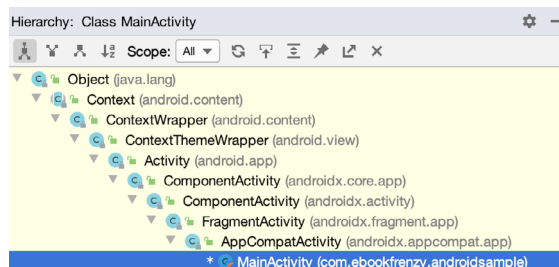 Hierarchy: Class MainActivity
Scope: All
Object (java.lang)
Context (android.content)
ContextWrapper (android.content)
ContextThemeWrapper (android.view)
Activity (android.app)
ComponentActivity (androidx.core.app)
ComponentActivity (androidx.activity)
FragmentActivity (androidx.fragment.app)
AppCompatActivity (androidx.appcompat.app)
* MainActivity (com.ebookfrenzy.androidsample)